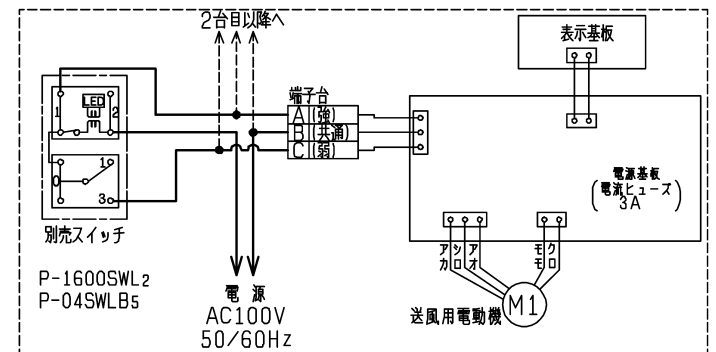 2台目以降へ
表示基板
端子台
A(強)
B(共通)
C(弱)
LED
1
2
0
1
3
電源基板
(電流ヒューズ)
3A
別売スイッチ
アカ
シロ
アオ
モモ
クロ
P-1600SWL2
P-04SWLB5
電源
AC100V
50/60Hz
送風用電動機
M1